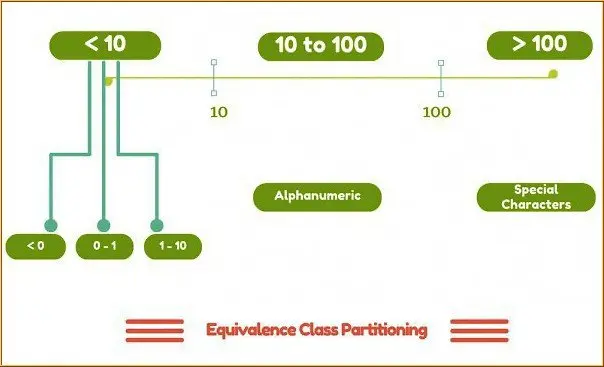 < 10
10 to 100
> 100
10
100
Alphanumeric
Special
Characters
< 0
0 - 1
1 - 10
Equivalence Class Partitioning